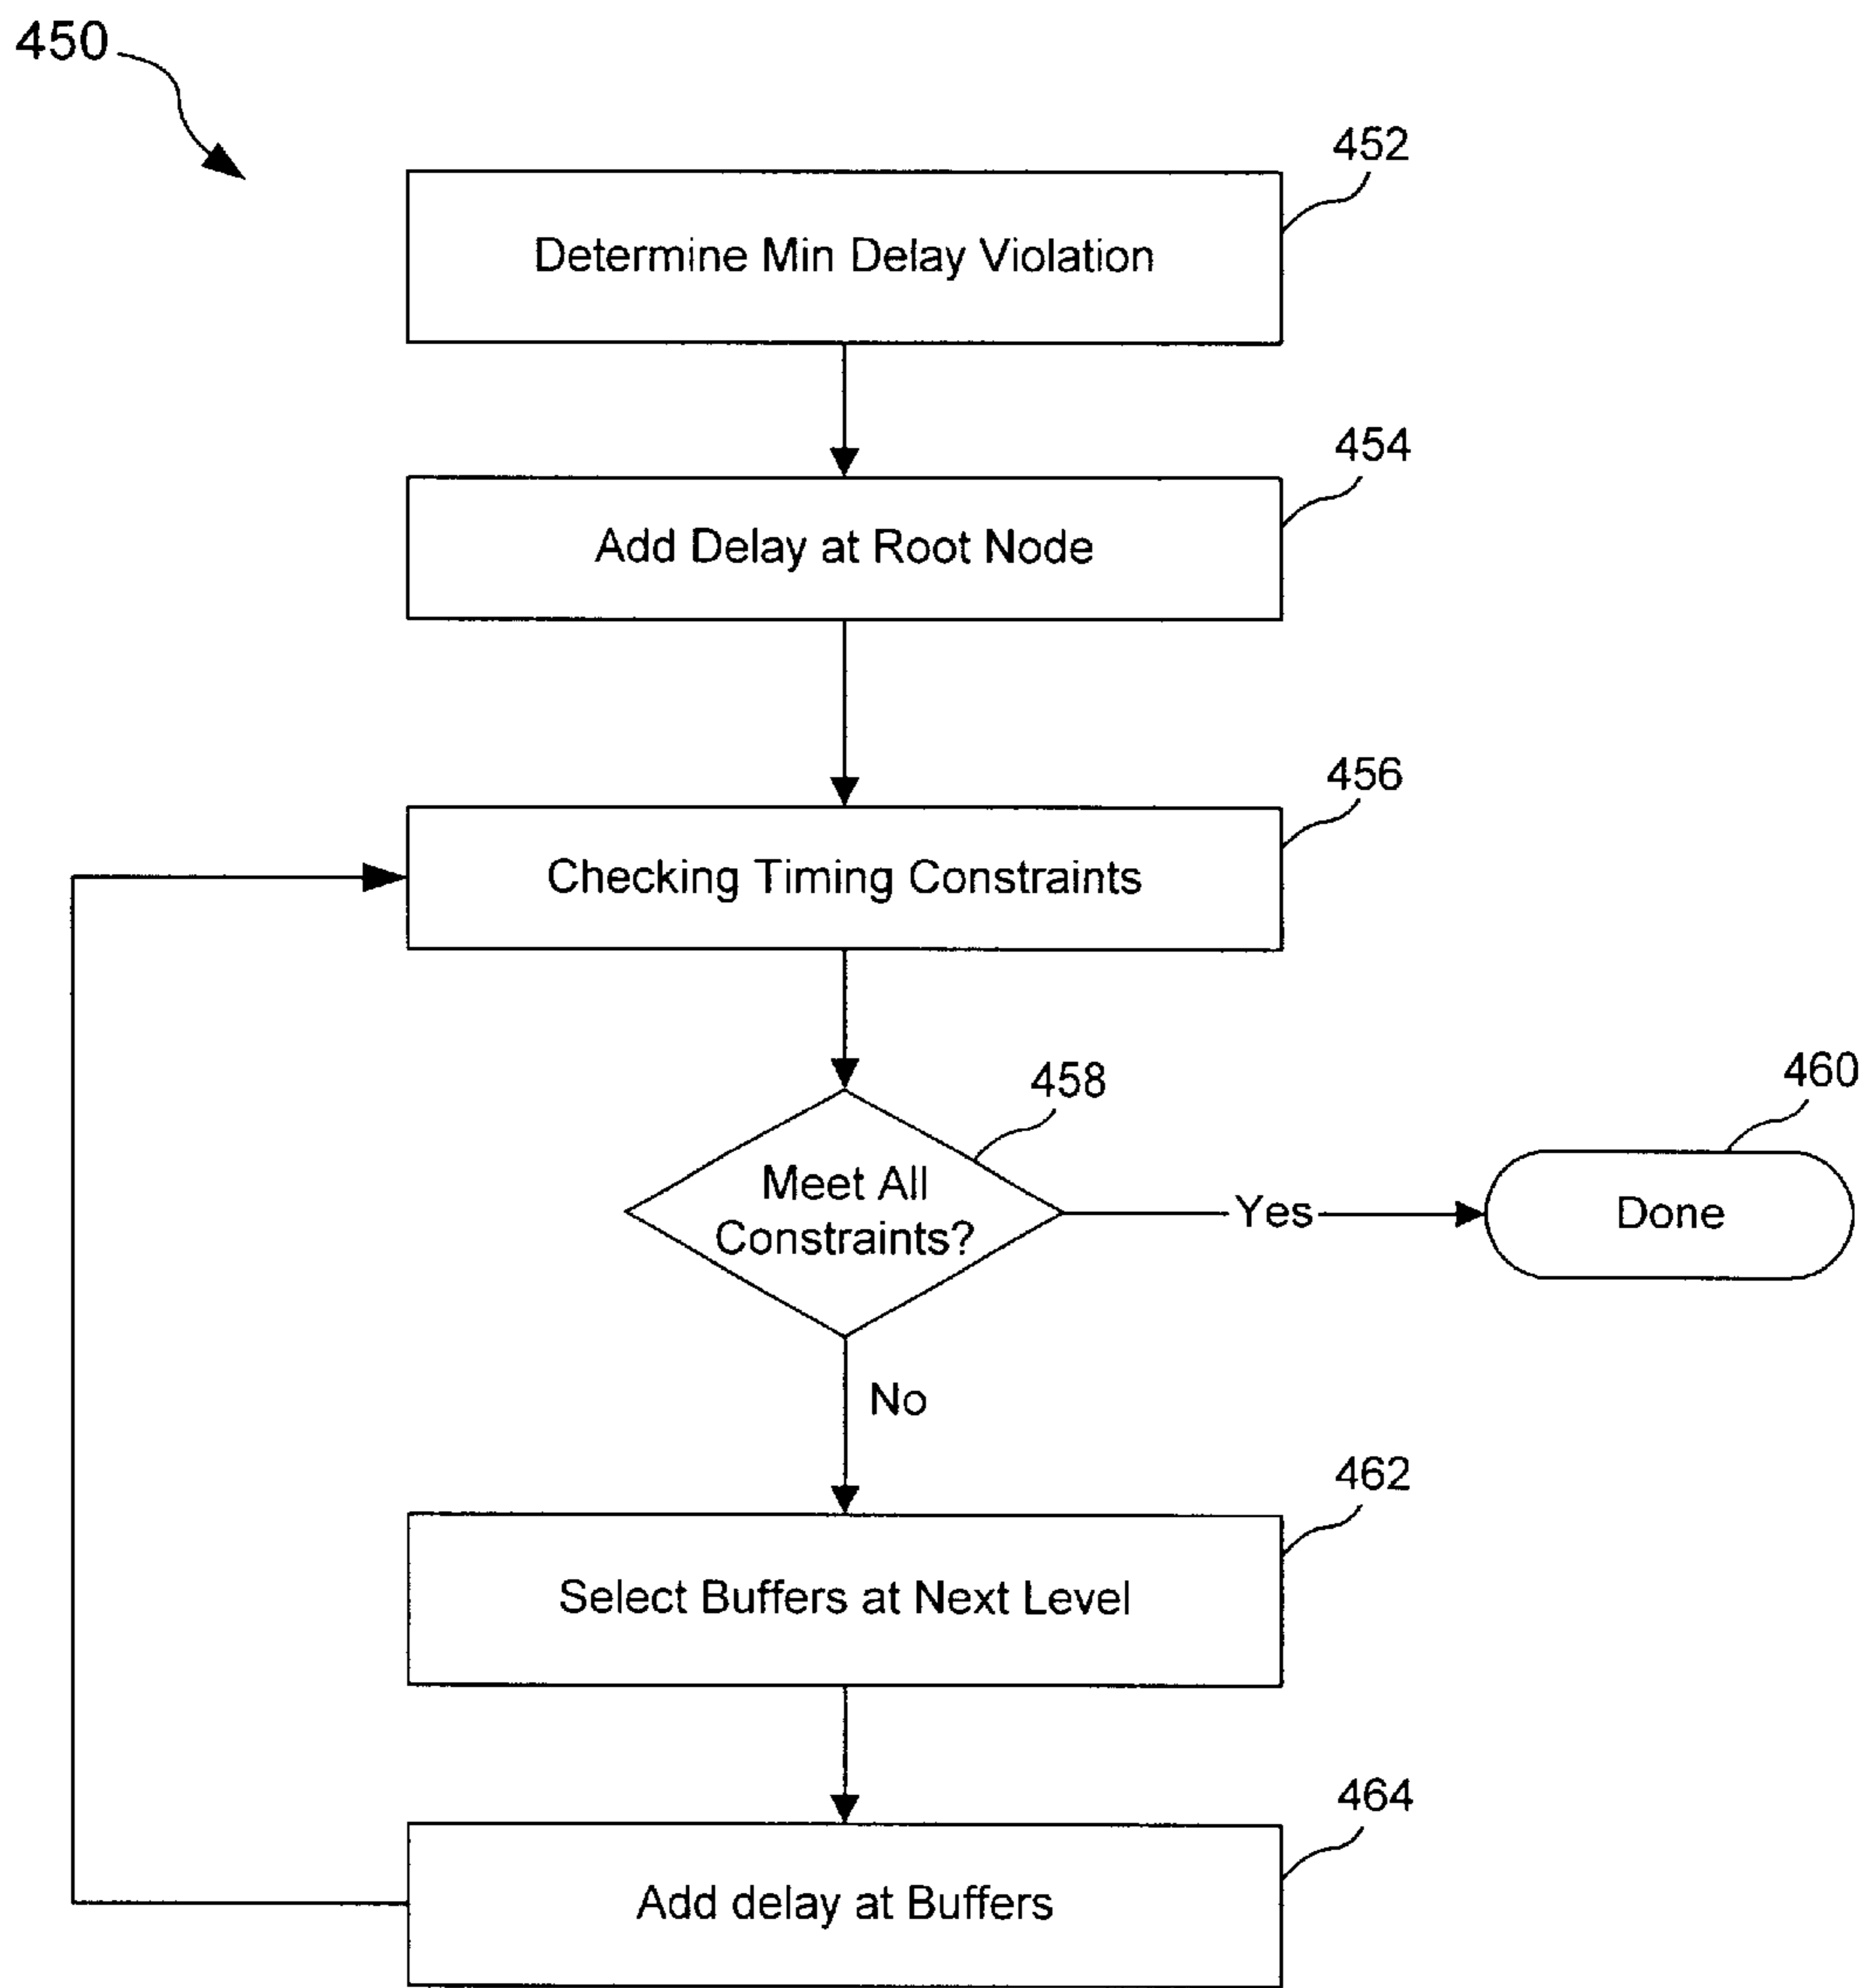 450
452
Determine Min Delay Violation
454
Add Delay at Root Node
456
Checking Timing Constraints
458
Meet All
Constraints?
Yes
460
Done
No
462
Select Buffers at Next Level
464
Add delay at Buffers